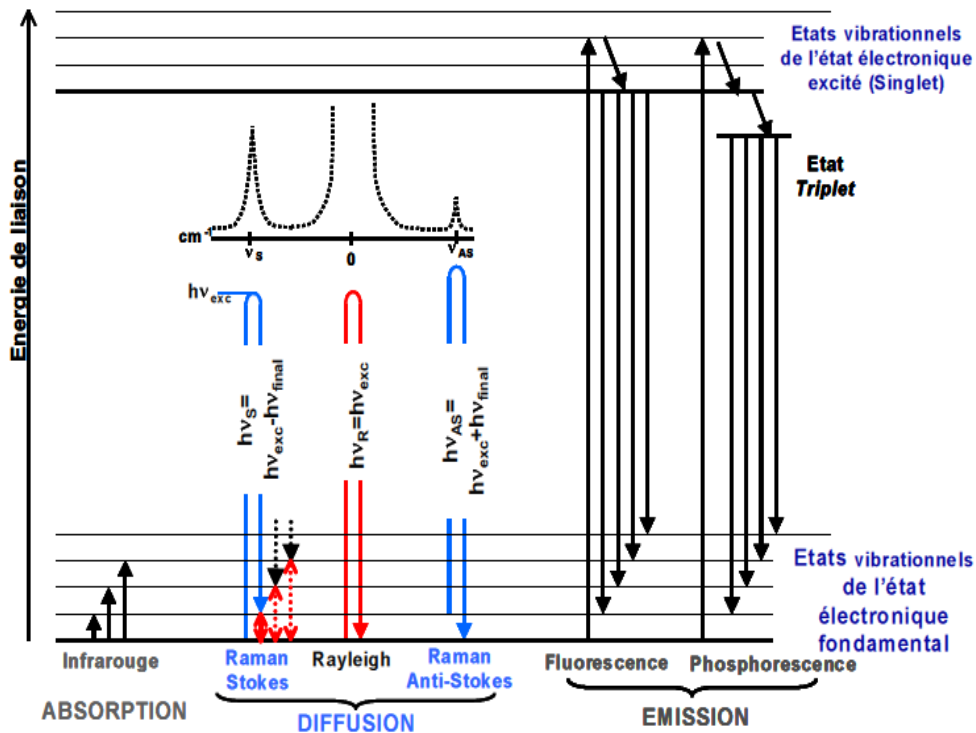 Energie de liaison
Etats vibrationnels
de l'état électronique
excité (Singlet)
Etat
Triplet
cm⁻¹
νS
0
νAS
hνexc
hνS=
hνexc-hνfinal
hνR=hνexc
hνAS=
hνexc+hνfinal
Etats vibrationnels
de l'état
électronique
fondamental
Infrarouge
Raman
Stokes
Rayleigh
Raman
Anti-Stokes
Fluorescence
Phosphorescence
ABSORPTION
DIFFUSION
EMISSION